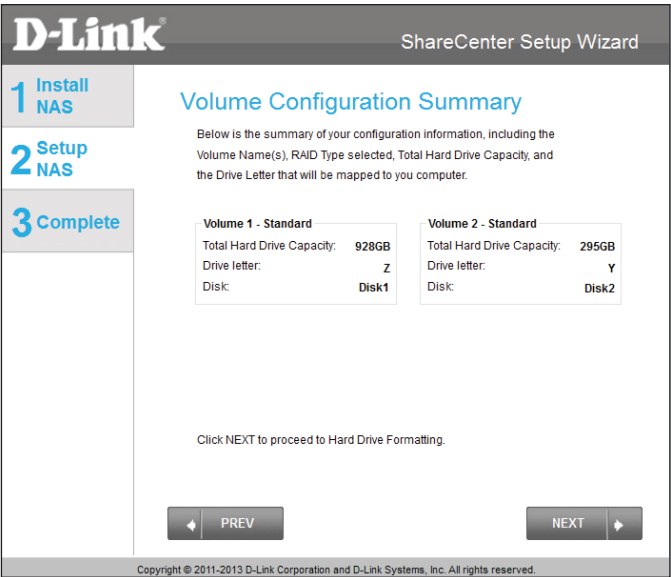 D-Link®
ShareCenter Setup Wizard
1 Install
NAS
2 Setup
NAS
3 Complete
Volume Configuration Summary
Below is the summary of your configuration information, including the
Volume Name(s), RAID Type selected, Total Hard Drive Capacity, and
the Drive Letter that will be mapped to you computer.
Volume 1 - Standard
Total Hard Drive Capacity: 928GB
Drive letter: Z
Disk: Disk1
Volume 2 - Standard
Total Hard Drive Capacity: 295GB
Drive letter: Y
Disk: Disk2
Click NEXT to proceed to Hard Drive Formatting.
PREV
NEXT
Copyright © 2011-2013 D-Link Corporation and D-Link Systems, Inc. All rights reserved.